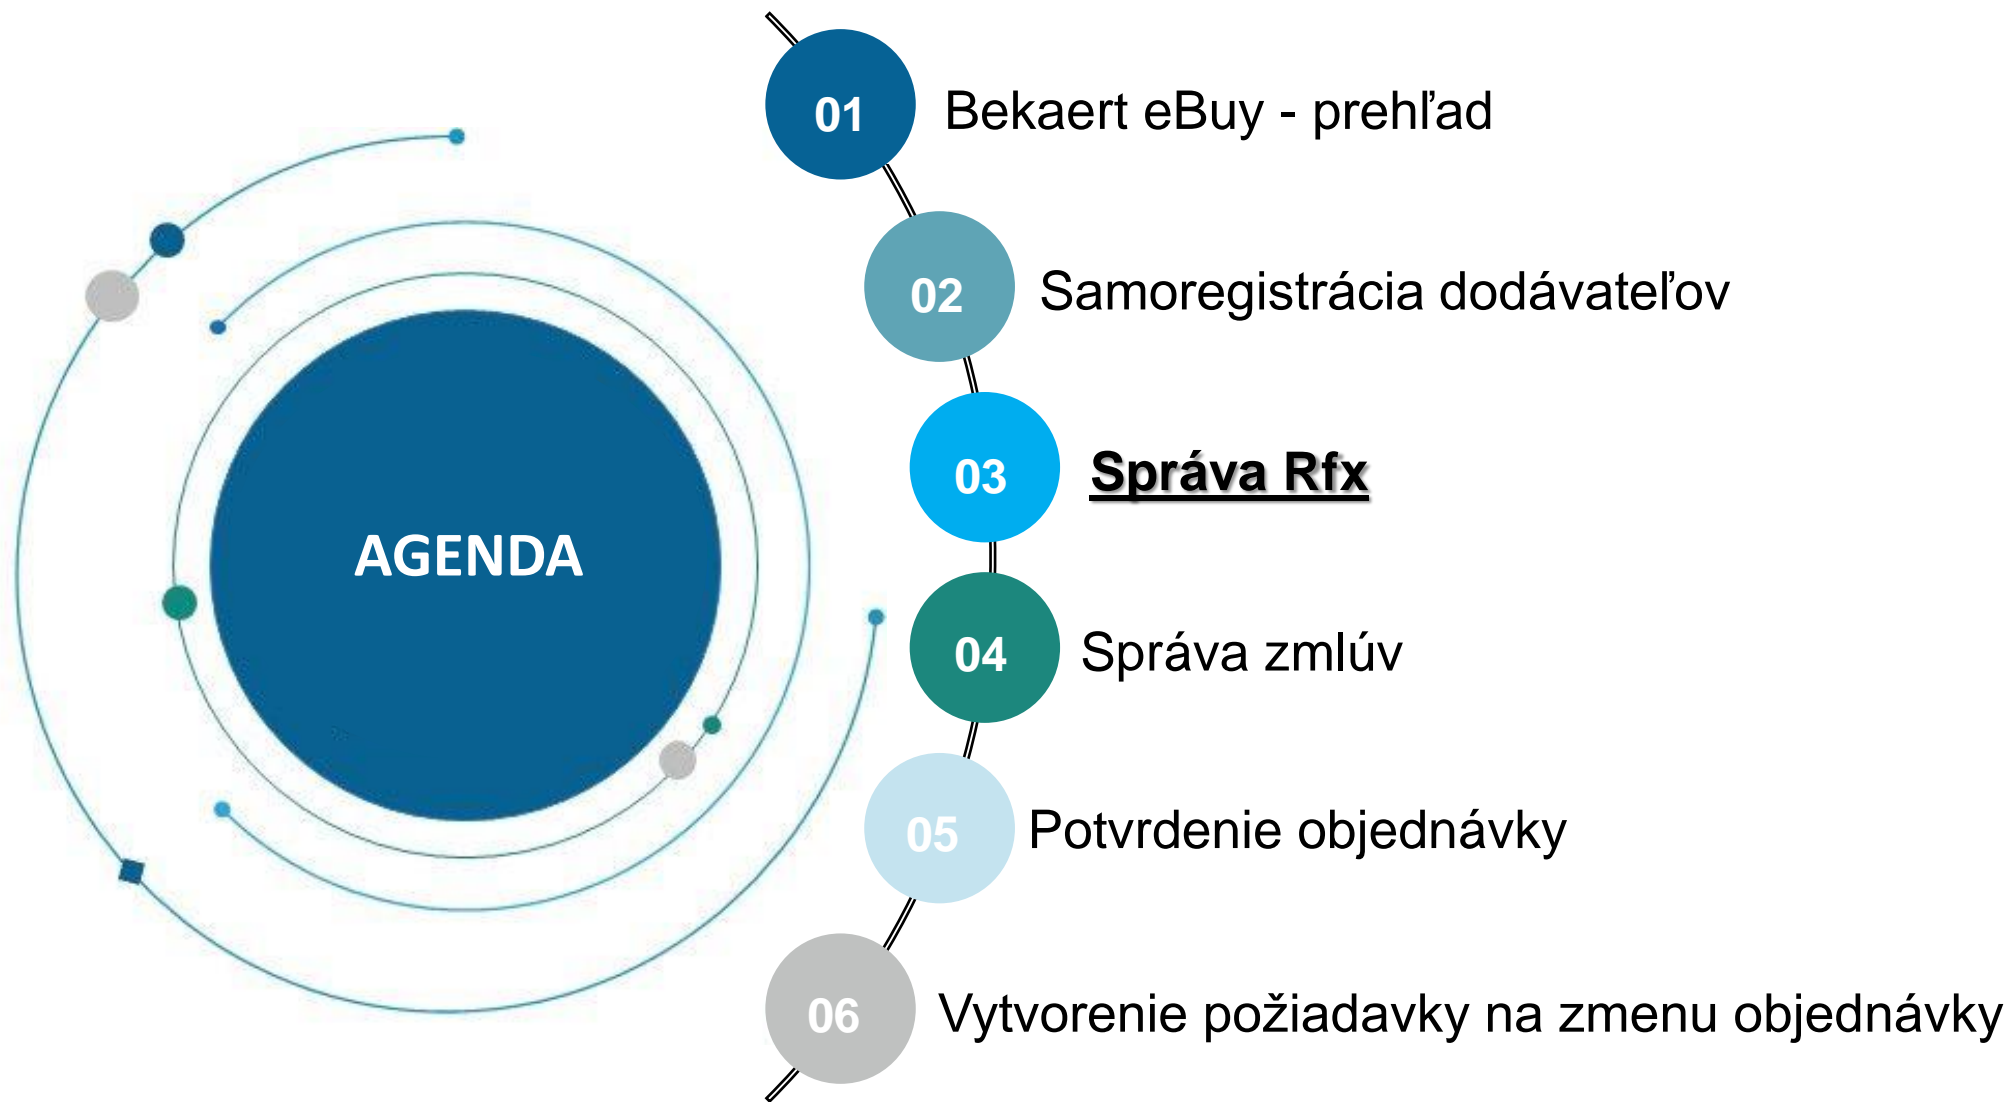 AGENDA
01
Bekaert eBuy - prehľad
02
Samoregistrácia dodávateľov
03
Správa Rfx
04
Správa zmlúv
05
Potvrdenie objednávky
06
Vytvorenie požiadavky na zmenu objednávky